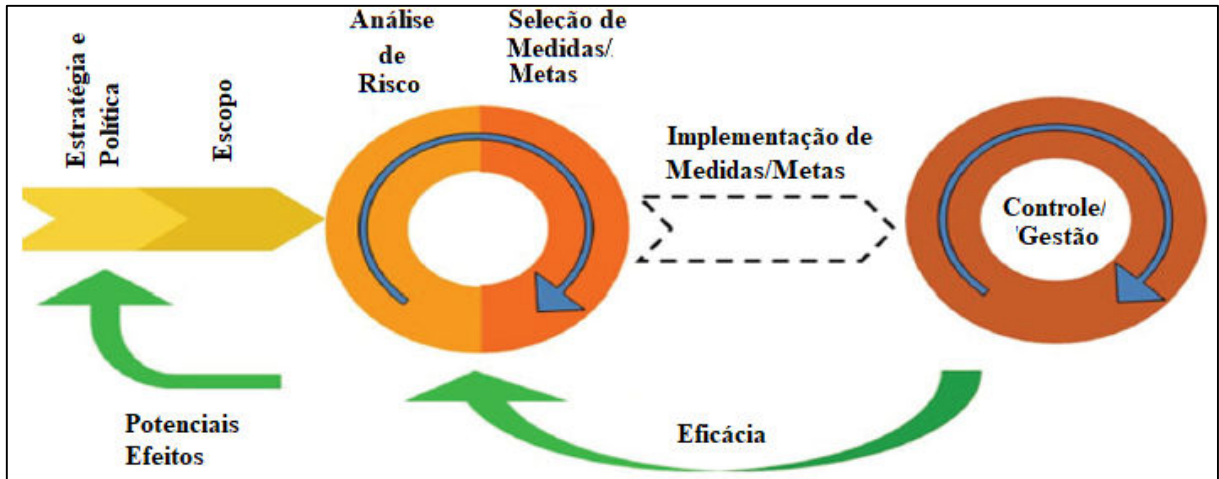 Estratégia e
Política
Escopo
Análise
de
Risco
Seleção de
Medidas/
Metas
Implementação de
Medidas/Metas
Controle/
'Gestão
Potenciais
Efeitos
Eficácia